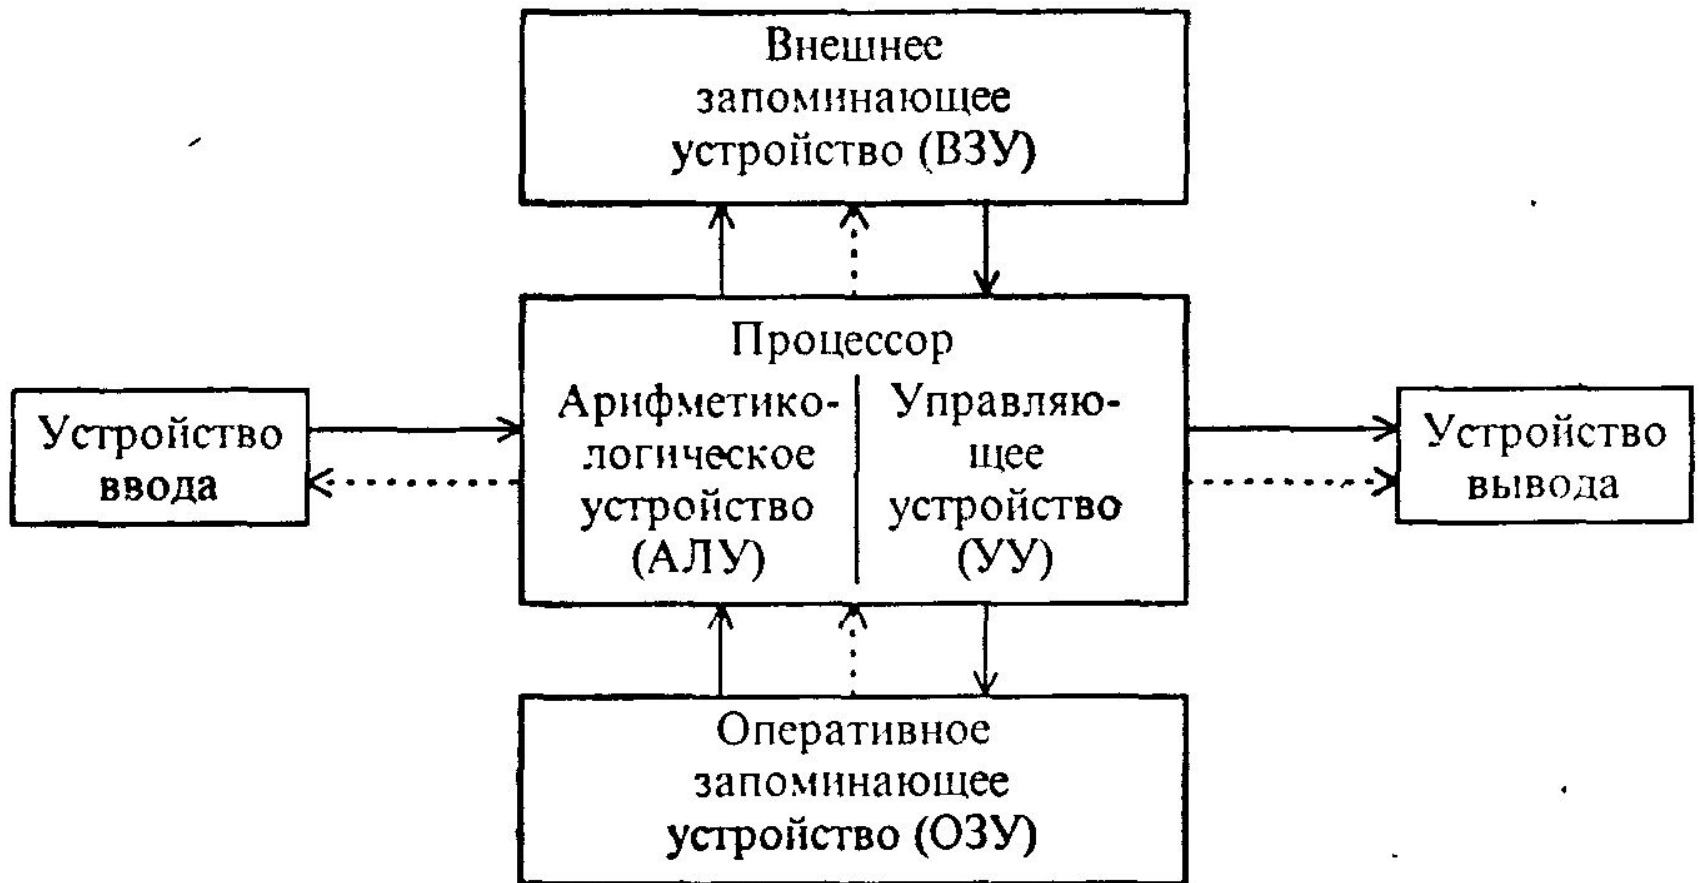 Внешнее
запоминающее
устройство (ВЗУ)
Процессор
Арифметико-
логическое
устройство
(АЛУ)
Управляю-
щее
устройство
(УУ)
Устройство
ввода
Устройство
вывода
Оперативное
запоминающее
устройство (ОЗУ)